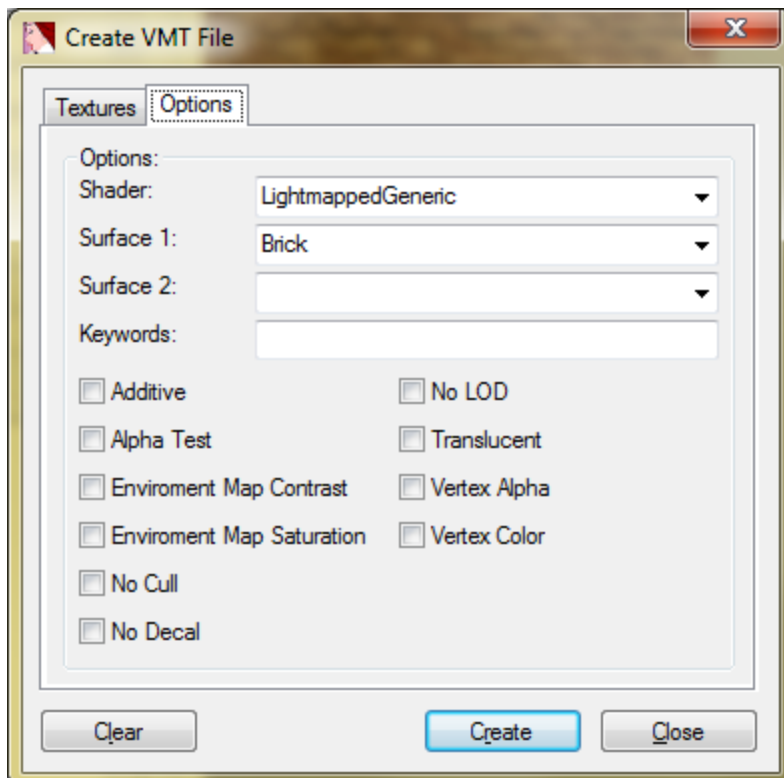 Create VMT File
Textures Options
Options:
Shader: LightmappedGeneric
Surface 1: Brick
Surface 2:
Keywords:
Additive No LOD
Alpha Test Translucent
Enviroment Map Contrast Vertex Alpha
Enviroment Map Saturation Vertex Color
No Cull
No Decal
Clear Create Close